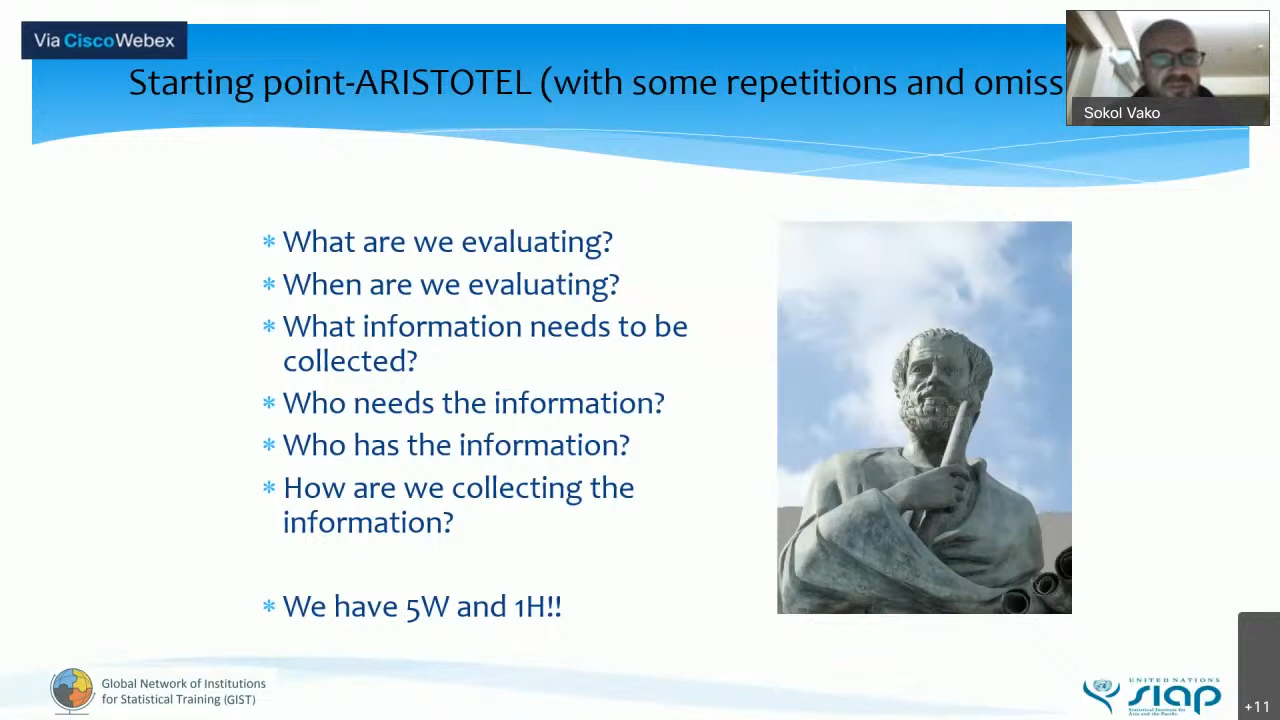 Via Cisco Webex
Starting point-ARISTOTEL (with some repetitions and omiss
Sokol Vako
* What are we evaluating?
* When are we evaluating?
* What information needs to be
collected?
* Who needs the information?
* Who has the information?
* How are we collecting the
information?
* We have 5W and 1H!!
Global Network of Institutions
for Statistical Training (GIST)
UNITED NATIONS
SIAP
Statistical Institute for
Asia and the Pacific
+11